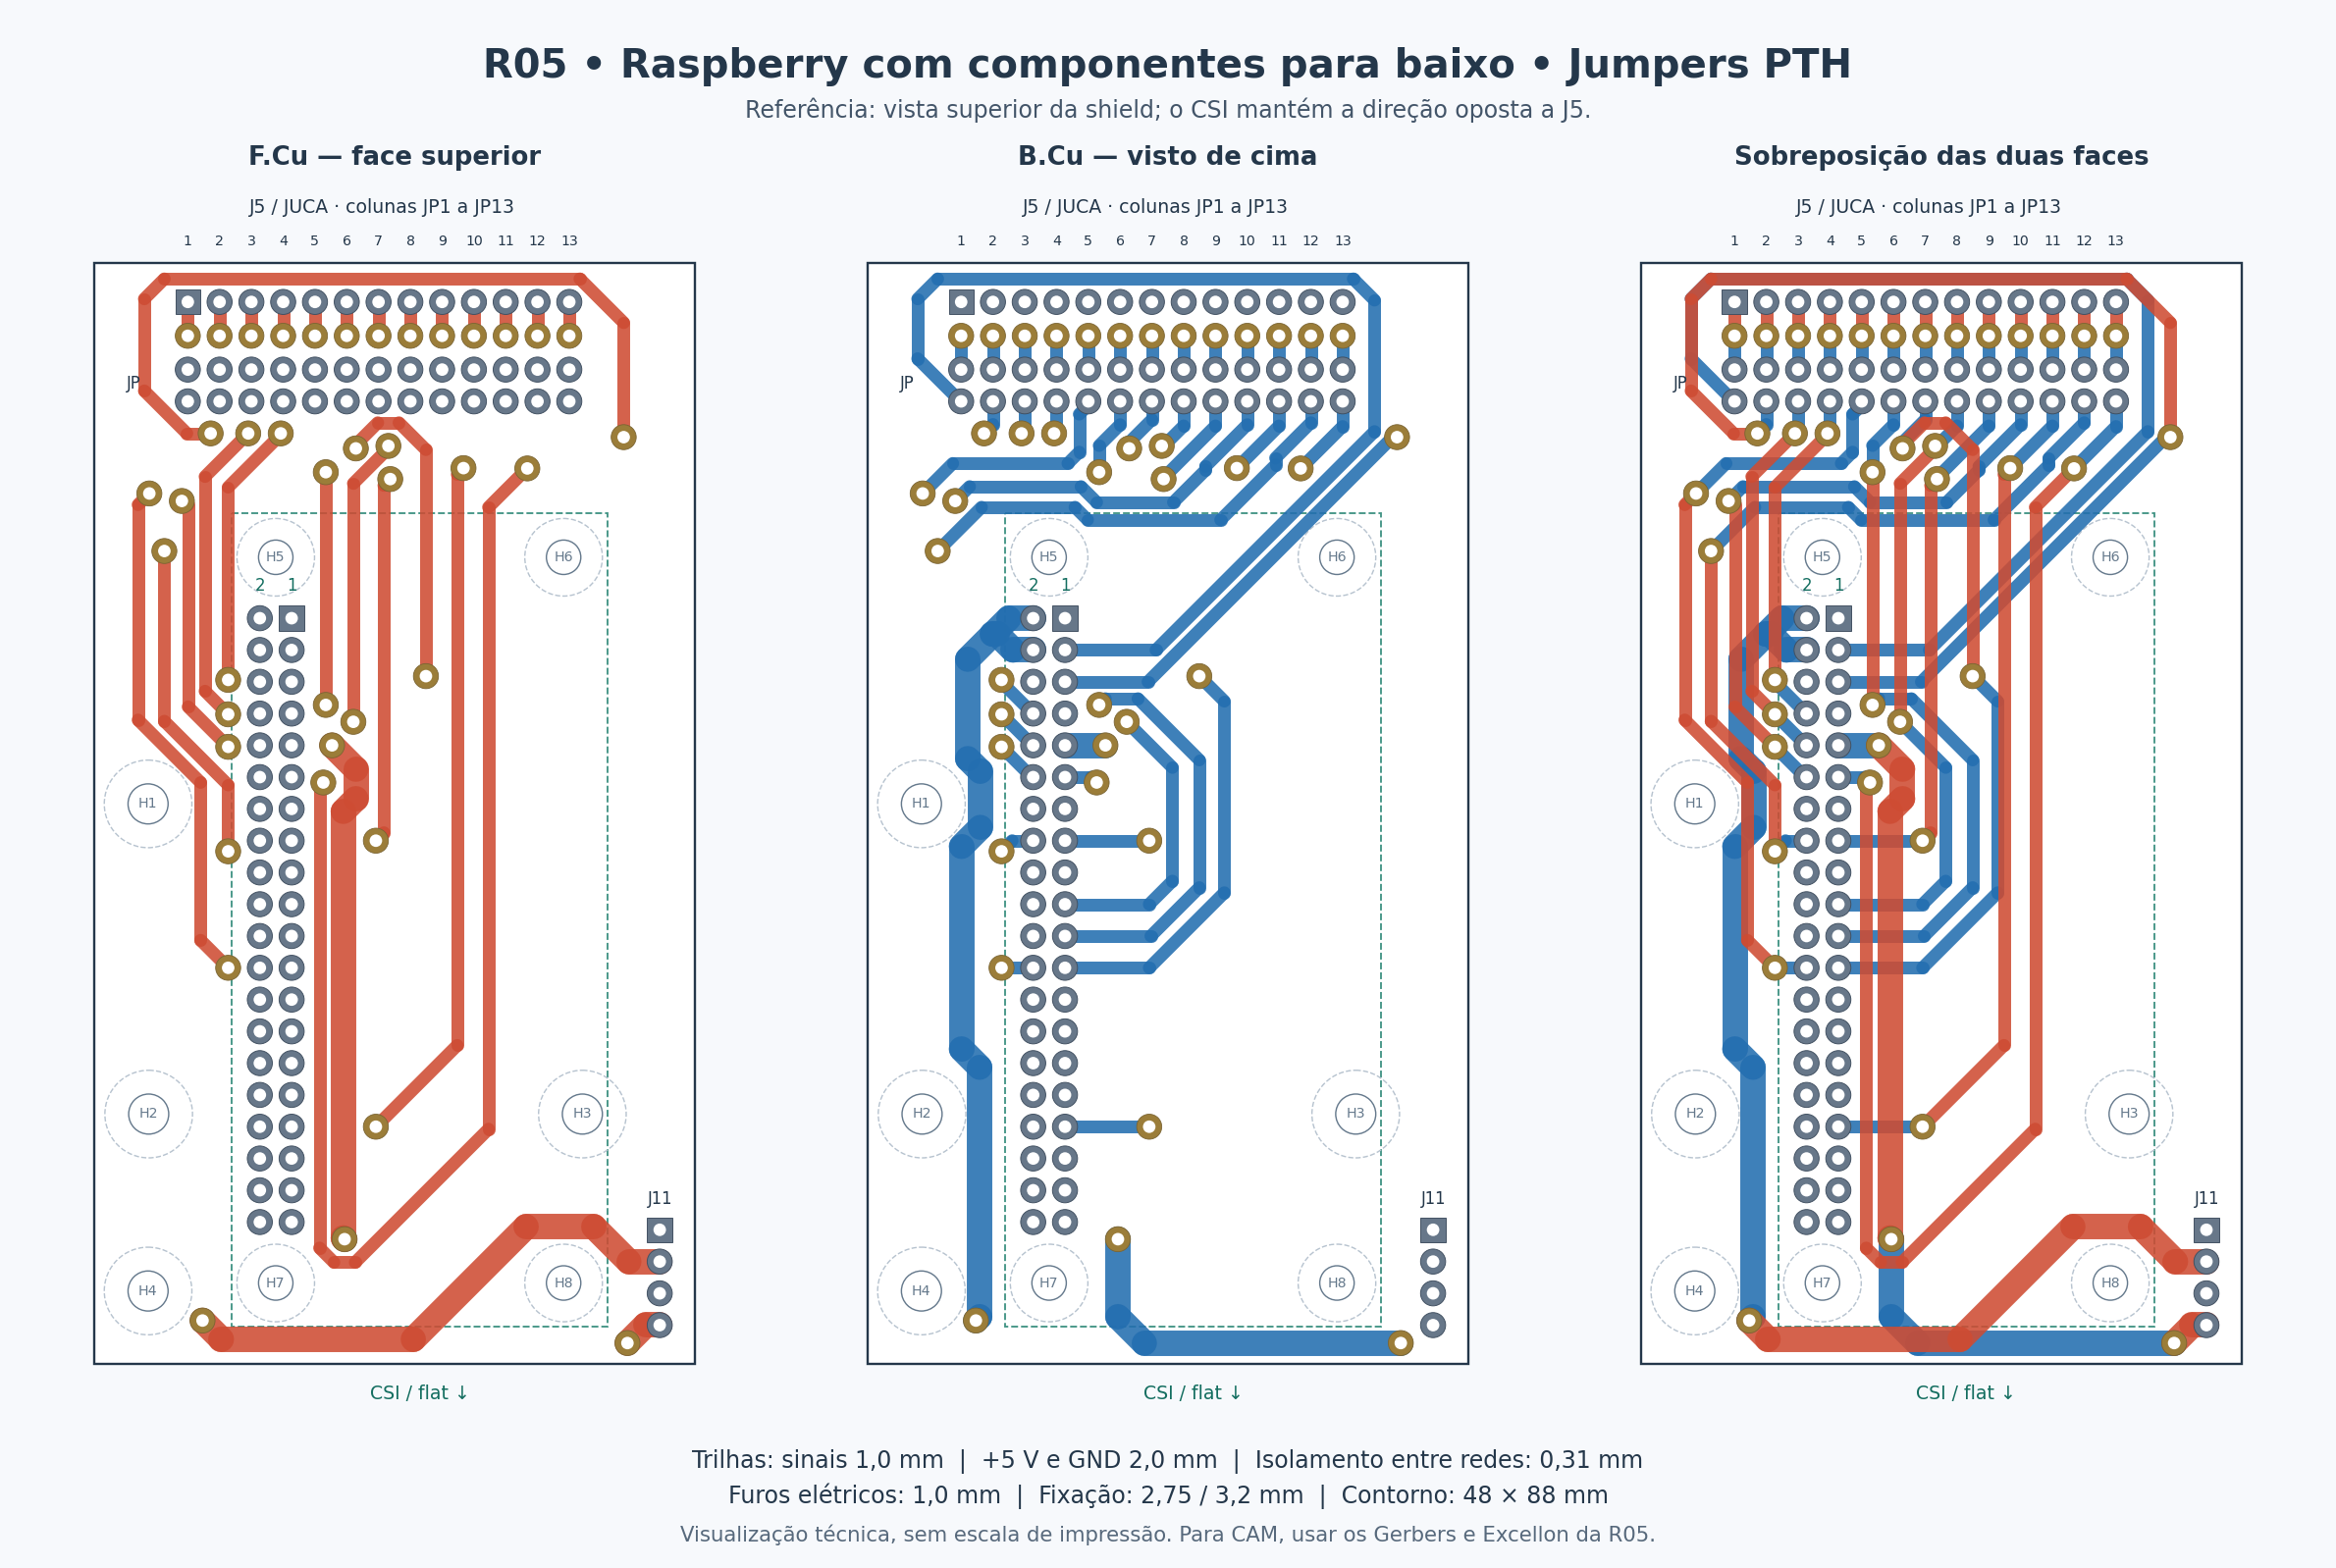 R05 • Raspberry com componentes para baixo • Jumpers PTH
Referência: vista superior da shield; o CSI mantém a direção oposta a J5.
F.Cu — face superior
J5 / JUCA · colunas JP1 a JP13
1 2 3 4 5 6 7 8 9 10 11 12 13
JP
H5
H6
2 1
H1
H2
H3
J11
H4
H7
H8
CSI / flat ↓
B.Cu — visto de cima
J5 / JUCA · colunas JP1 a JP13
1 2 3 4 5 6 7 8 9 10 11 12 13
JP
H5
H6
2 1
H1
H2
H3
J11
H4
H7
H8
CSI / flat ↓
Sobreposição das duas faces
J5 / JUCA · colunas JP1 a JP13
1 2 3 4 5 6 7 8 9 10 11 12 13
JP
H5
H6
2 1
H1
H2
H3
J11
H4
H7
H8
CSI / flat ↓
Trilhas: sinais 1,0 mm | +5 V e GND 2,0 mm | Isolamento entre redes: 0,31 mm
Furos elétricos: 1,0 mm | Fixação: 2,75 / 3,2 mm | Contorno: 48 × 88 mm
Visualização técnica, sem escala de impressão. Para CAM, usar os Gerbers e Excellon da R05.